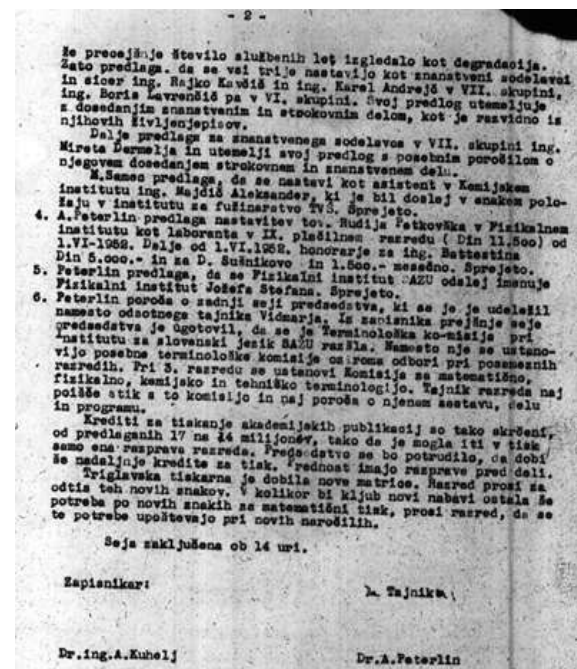 - 2 -
že precejšnje število službenih let izgledalo kot degradacija.
Zato predlaga, da se vsi trije nastavijo kot znanstveni sodelavci
in sicer ing. Rajko Kavčič in ing. Karel Andrejč v VII. skupini,
ing. Boris Lavrenčič pa v VI. skupini. Svoj predlog utemeljuje
z dosedanjim znanstvenim in strokovnim delom, kot je razvidno iz
njihovih življenjepisov.
Dalje predlaga za znanstvenega sodelavca v VII. skupini ing.
Mireta Dermelja in utemelji svoj predlog s posebnim poročilom o
njegovem dosedanjem strokovnem in znanstvenem delu.
M.Samec predlaga, da se nastavi kot asistent v Kemijskem
institutu ing. Majdič Aleksander, ki je bil doslej v enakem polo-
žaju v institutu za fužinarstvo TVŠ. Sprejeto.
4. A.Peterlin predlaga nastavitev tov. Rudija Petkovška v Fizikalnem
institutu kot laboranta v IX. plačilnem razredu ( Din 11.500) od
1.VI-1952. Dalje od 1.VI.1952. honorarje za ing. Battestina
Din 5.000.- in za D. Sušnikovo in 1.500.- mesečno. Sprejeto.
5. Peterlin predlaga, da se Fizikalni institut SAZU odslej imenuje
Fizikalni institut Jožefa Stefana. Sprejeto.
6. Peterlin poroča o zadnji seji predsedstva, ki se je je udeležil
namesto odsotnega tajnika Vidmarja. Iz zapisnika prejšnje seje
predsedstva je ugotovil, da se je Terminološka ko-misija pri
Institutu za slovenski jezik SAZU razšla. Namesto nje se ustano-
vijo posebne terminološke komisije oziroma odbori pri posameznih
razredih. Pri 3. razredu se ustanovi Komisija za matematično,
fizikalno, kemijsko in tehniško terminologijo. Tajnik razreda naj
poišče stik s to komisijo in naj poroča o njenem sestavu, delu
in programu.
Krediti za tiskanje akademijskih publikacij so tako skrčeni,
od predlaganih 17 na 14 milijonov, tako da je mogla iti v tisk
samo ena razprava razreda. Predsedstvo se bo potrudilo, da dobi
še nadaljnje kredite za tisk. Prednost imajo razprave pred deli.
Triglavska tiskarna je dobila nove matrice. Razred prosi za
odtis teh novih znakov. V kolikor bi kljub novi nabavi ostala še
potreba po novih znakih za matematični tisk, prosi razred, da se
te potrebe upoštevajo pri novih naročilih.
Seja zaključena ob 14 uri.
Zapisnikar:
Tajnik:
Dr.ing.A.Kuhelj
Dr.A.Peterlin